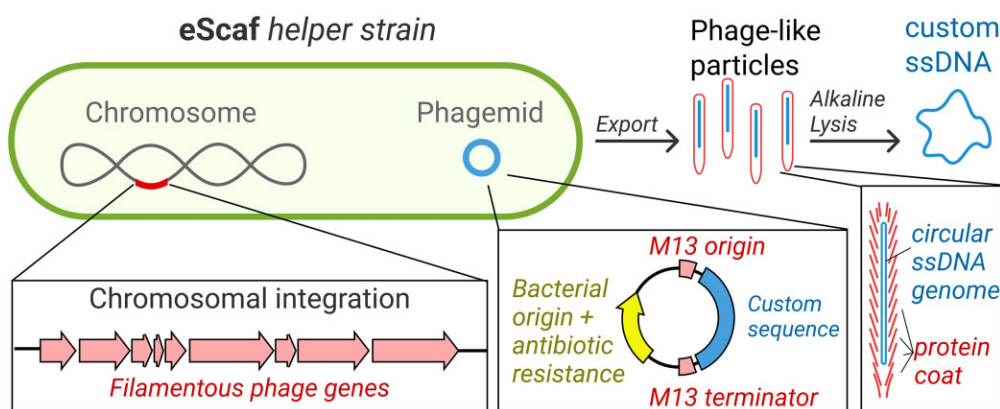 eScaf helper strain
Chromosome
Phagemid
Export
Phage-like
particles
Alkaline
Lysis
custom
ssDNA
Chromosomal integration
Filamentous phage genes
M13 origin
Bacterial
origin +
antibiotic
resistance
Custom
sequence
M13 terminator
circular
ssDNA
genome
protein
coat